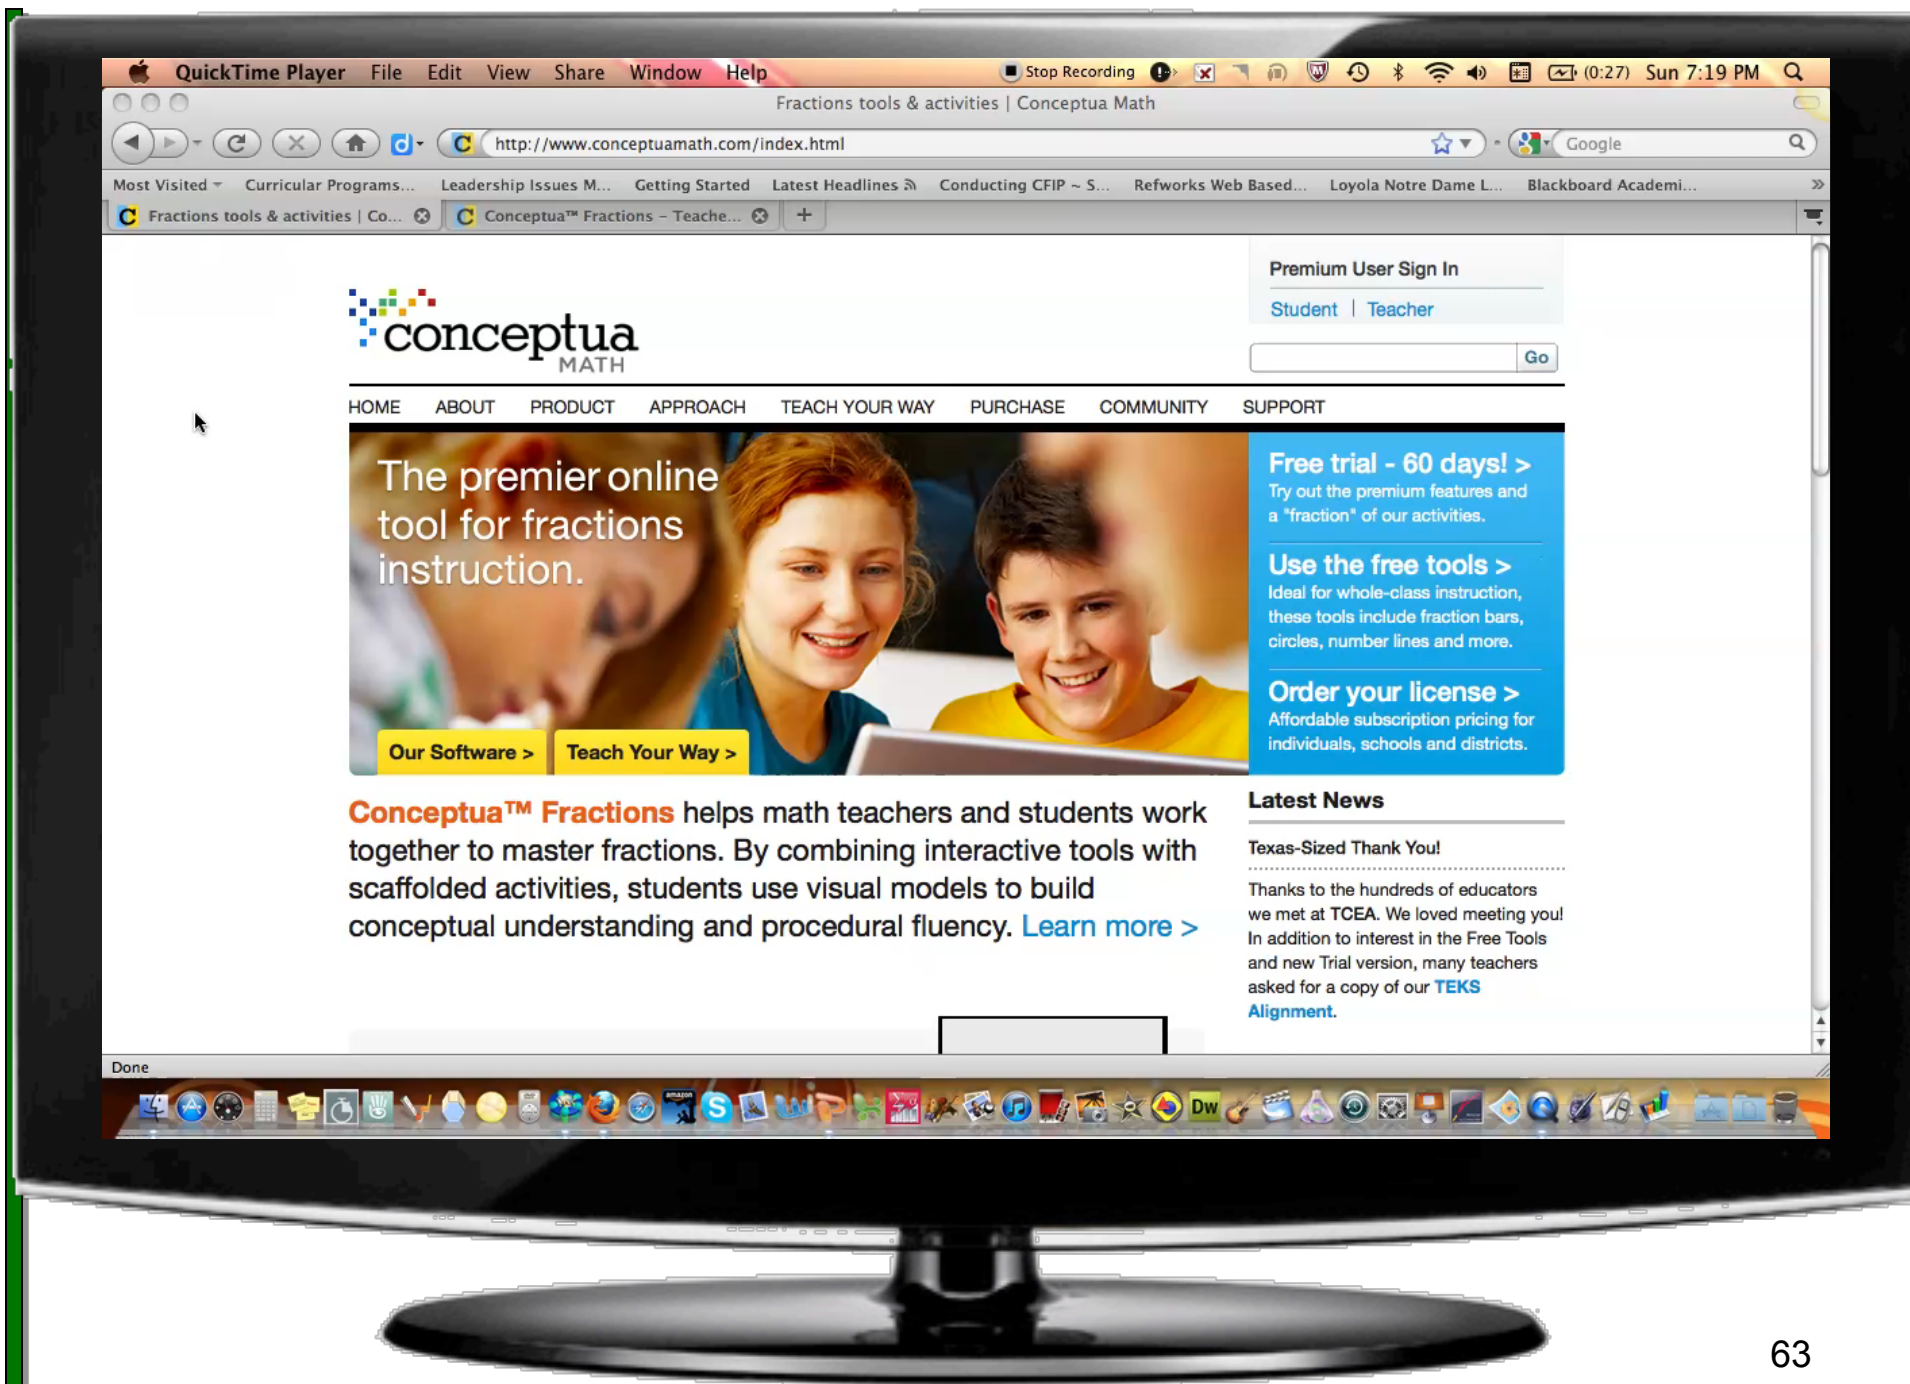 QuickTime Player File Edit View Share Window Help Stop Recording (0:27) Sun 7:19 PM
Fractions tools & activities | Conceptua Math
http://www.conceptuamath.com/index.html Google
Most Visited Curricular Programs... Leadership Issues M... Getting Started Latest Headlines Conducting CFIP ~ S... Refworks Web Based... Loyola Notre Dame L... Blackboard Academi...
Fractions tools & activities | Co... Conceptua™ Fractions – Teache...
Premium User Sign In
Student | Teacher
Go
conceptua
MATH
HOME ABOUT PRODUCT APPROACH TEACH YOUR WAY PURCHASE COMMUNITY SUPPORT
The premier online
tool for fractions
instruction.
Our Software > Teach Your Way >
Free trial - 60 days! >
Try out the premium features and
a "fraction" of our activities.
Use the free tools >
Ideal for whole-class instruction,
these tools include fraction bars,
circles, number lines and more.
Order your license >
Affordable subscription pricing for
individuals, schools and districts.
Conceptua™ Fractions helps math teachers and students work
together to master fractions. By combining interactive tools with
scaffolded activities, students use visual models to build
conceptual understanding and procedural fluency. Learn more >
Latest News
Texas-Sized Thank You!
Thanks to the hundreds of educators
we met at TCEA. We loved meeting you!
In addition to interest in the Free Tools
and new Trial version, many teachers
asked for a copy of our TEKS
Alignment.
Done
amazon
Dw
63